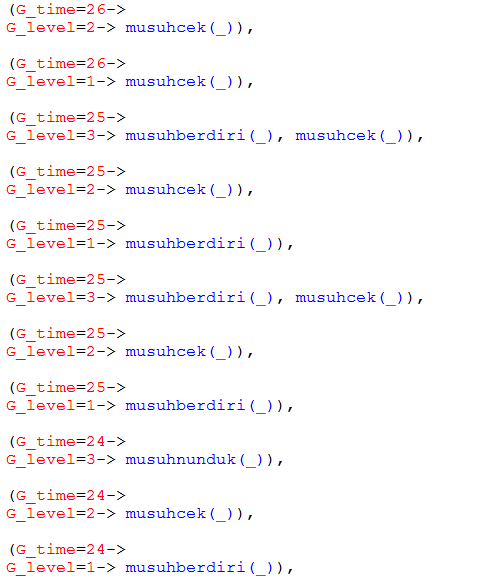 (G_time=26->
G_level=2-> musuhcek(_)),
(G_time=26->
G_level=1-> musuhcek(_)),
(G_time=25->
G_level=3-> musuhberdiri(_), musuhcek(_)),
(G_time=25->
G_level=2-> musuhcek(_)),
(G_time=25->
G_level=1-> musuhberdiri(_)),
(G_time=25->
G_level=3-> musuhberdiri(_), musuhcek(_)),
(G_time=25->
G_level=2-> musuhcek(_)),
(G_time=25->
G_level=1-> musuhberdiri(_)),
(G_time=24->
G_level=3-> musuhnunduk(_)),
(G_time=24->
G_level=2-> musuhcek(_)),
(G_time=24->
G_level=1-> musuhberdiri(_)),